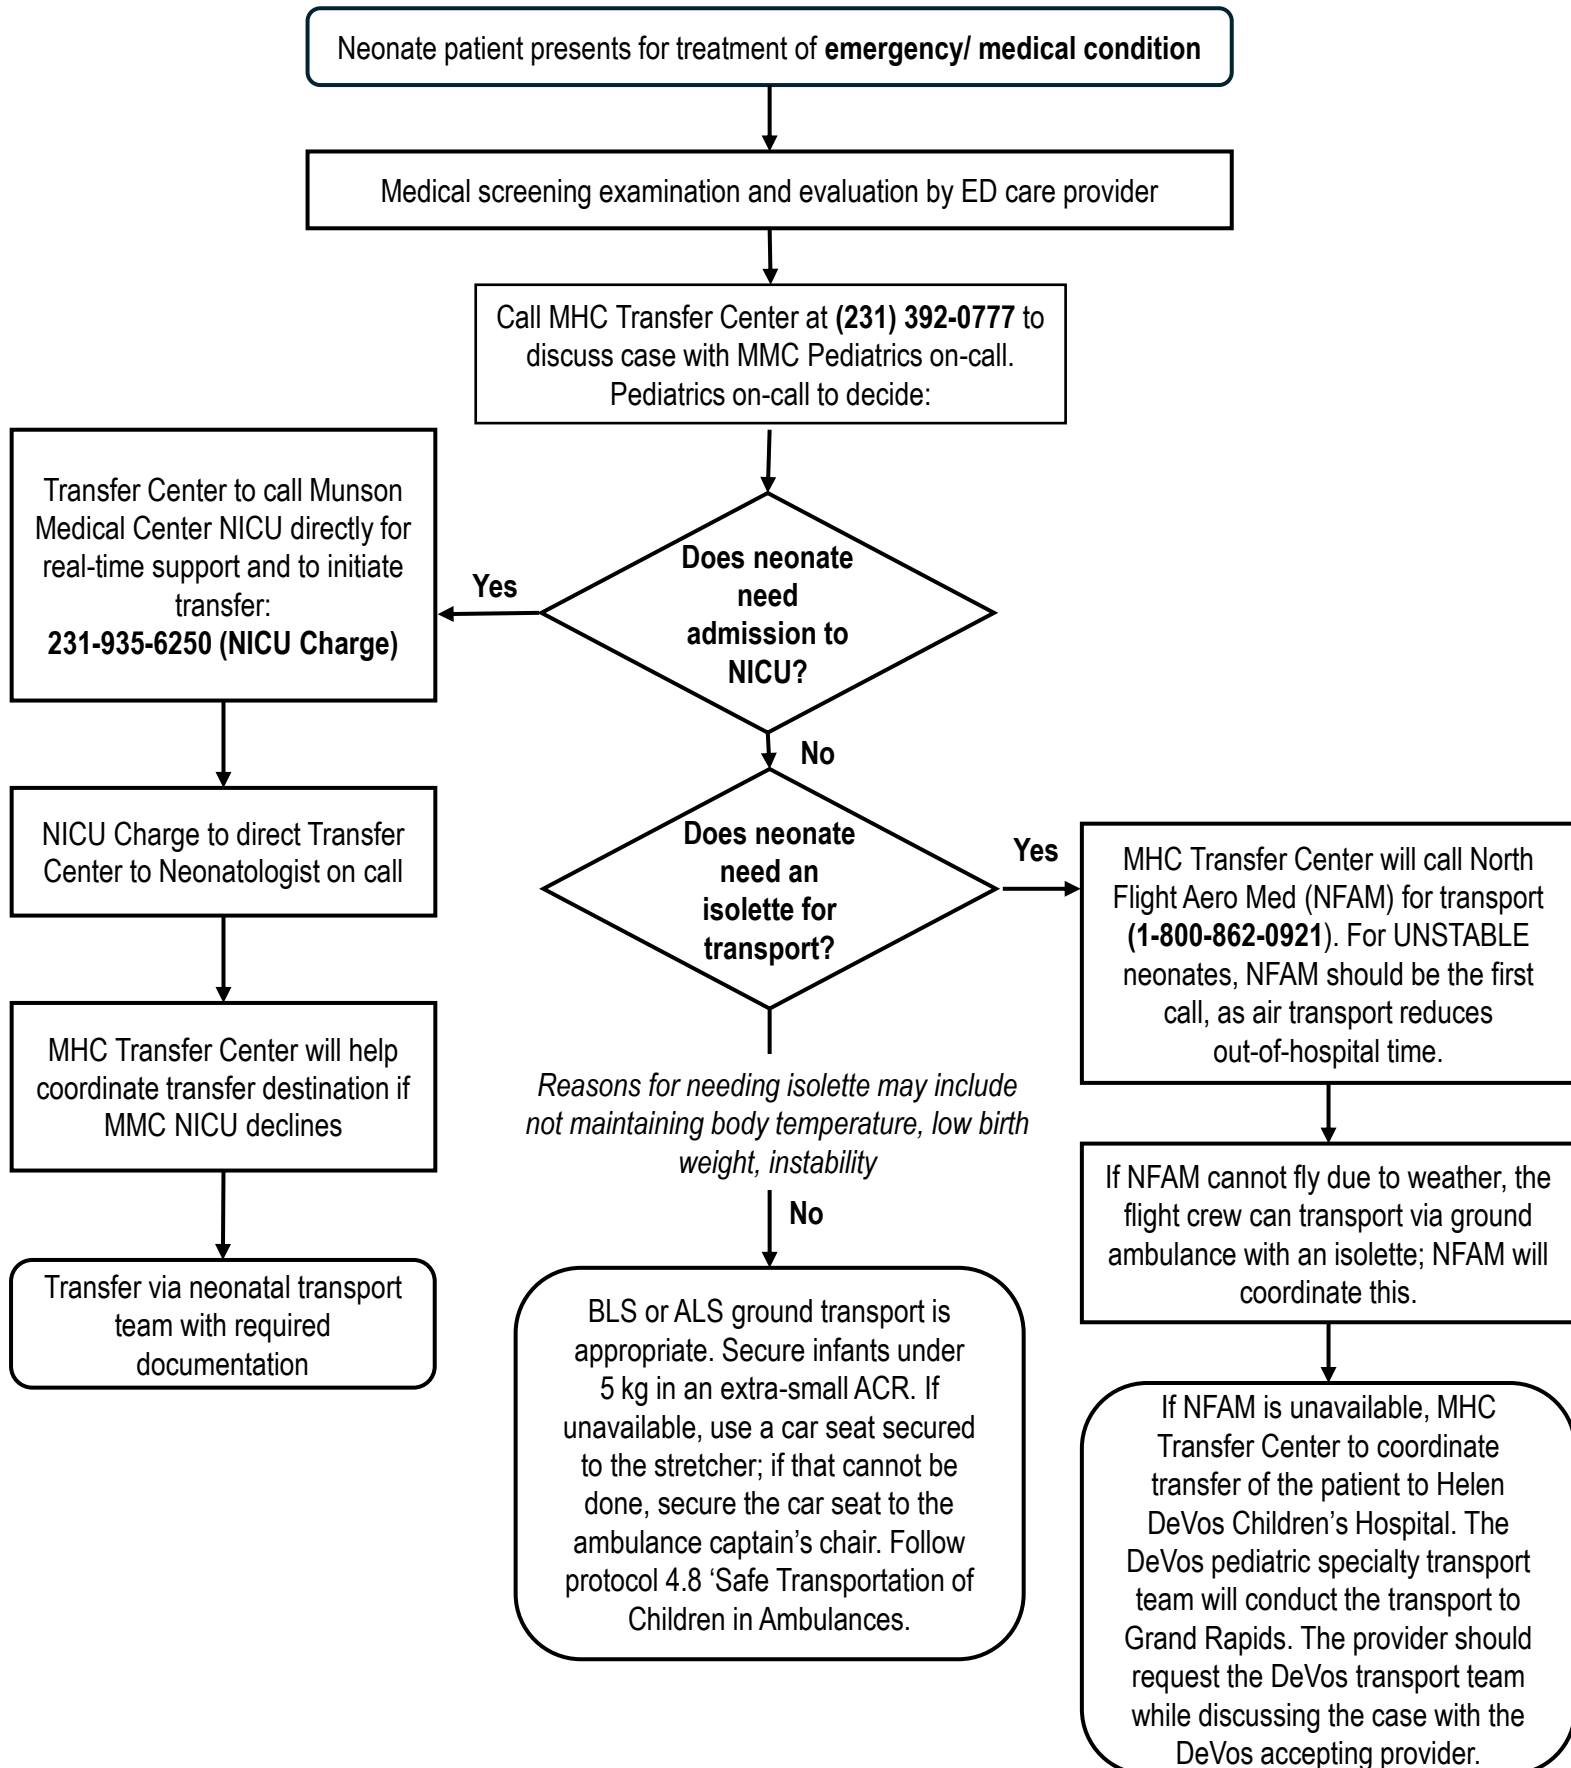 Neonate patient presents for treatment of emergency/ medical condition
Medical screening examination and evaluation by ED care provider
Call MHC Transfer Center at (231) 392-0777 to
discuss case with MMC Pediatrics on-call.
Pediatrics on-call to decide:
Does neonate
need
admission to
NICU?
Yes
Transfer Center to call Munson
Medical Center NICU directly for
real-time support and to initiate
transfer:
231-935-6250 (NICU Charge)
NICU Charge to direct Transfer
Center to Neonatologist on call
MHC Transfer Center will help
coordinate transfer destination if
MMC NICU declines
Transfer via neonatal transport
team with required
documentation
No
Does neonate
need an
isolette for
transport?
Reasons for needing isolette may include
not maintaining body temperature, low birth
weight, instability
No
BLS or ALS ground transport is
appropriate. Secure infants under
5 kg in an extra-small ACR. If
unavailable, use a car seat secured
to the stretcher; if that cannot be
done, secure the car seat to the
ambulance captain’s chair. Follow
protocol 4.8 ‘Safe Transportation of
Children in Ambulances.
Yes
MHC Transfer Center will call North
Flight Aero Med (NFAM) for transport
(1-800-862-0921). For UNSTABLE
neonates, NFAM should be the first
call, as air transport reduces
out-of-hospital time.
If NFAM cannot fly due to weather, the
flight crew can transport via ground
ambulance with an isolette; NFAM will
coordinate this.
If NFAM is unavailable, MHC
Transfer Center to coordinate
transfer of the patient to Helen
DeVos Children’s Hospital. The
DeVos pediatric specialty transport
team will conduct the transport to
Grand Rapids. The provider should
request the DeVos transport team
while discussing the case with the
DeVos accepting provider.